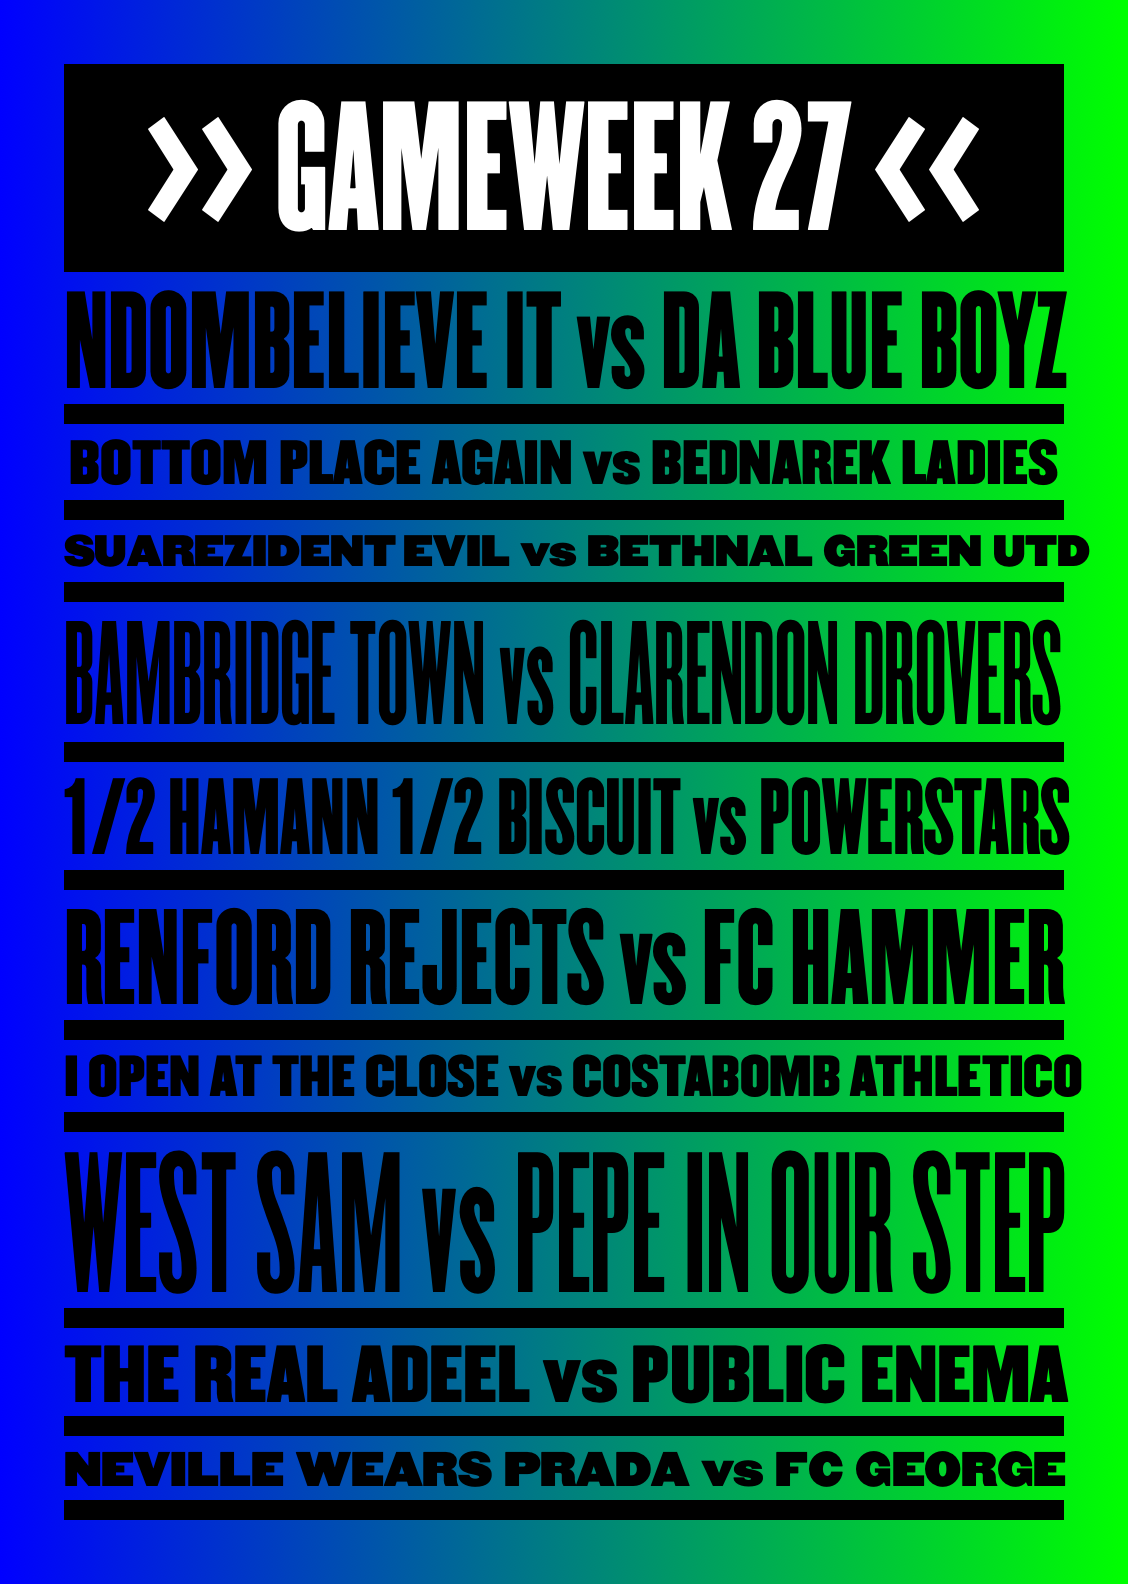 >> GAMEWEEK 27 <<
NDOMBELIEVE IT vs DA BLUE BOYZ
BOTTOM PLACE AGAIN vs BEDNAREK LADIES
SUAREZIDENT EVIL vs BETHNAL GREEN UTD
BAMBRIDGE TOWN vs CLARENDON DROVERS
1/2 HAMANN 1/2 BISCUIT vs POWERSTARS
RENFORD REJECTS vs FC HAMMER
I OPEN AT THE CLOSE vs COSTABOMB ATHLETICO
WEST SAM vs PEPE IN OUR STEP
THE REAL ADEEL vs PUBLIC ENEMA
NEVILLE WEARS PRADA vs FC GEORGE